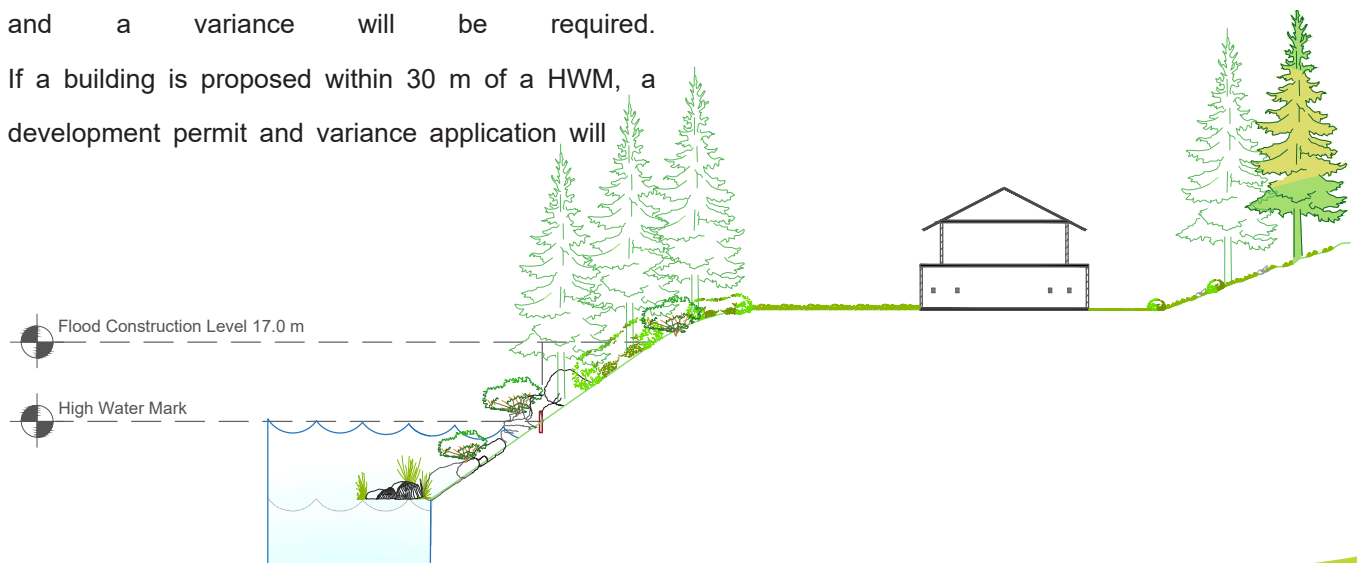 and a variance will be required.
If a building is proposed within 30 m of a HWM, a
development permit and variance application will
Flood Construction Level 17.0 m
High Water Mark